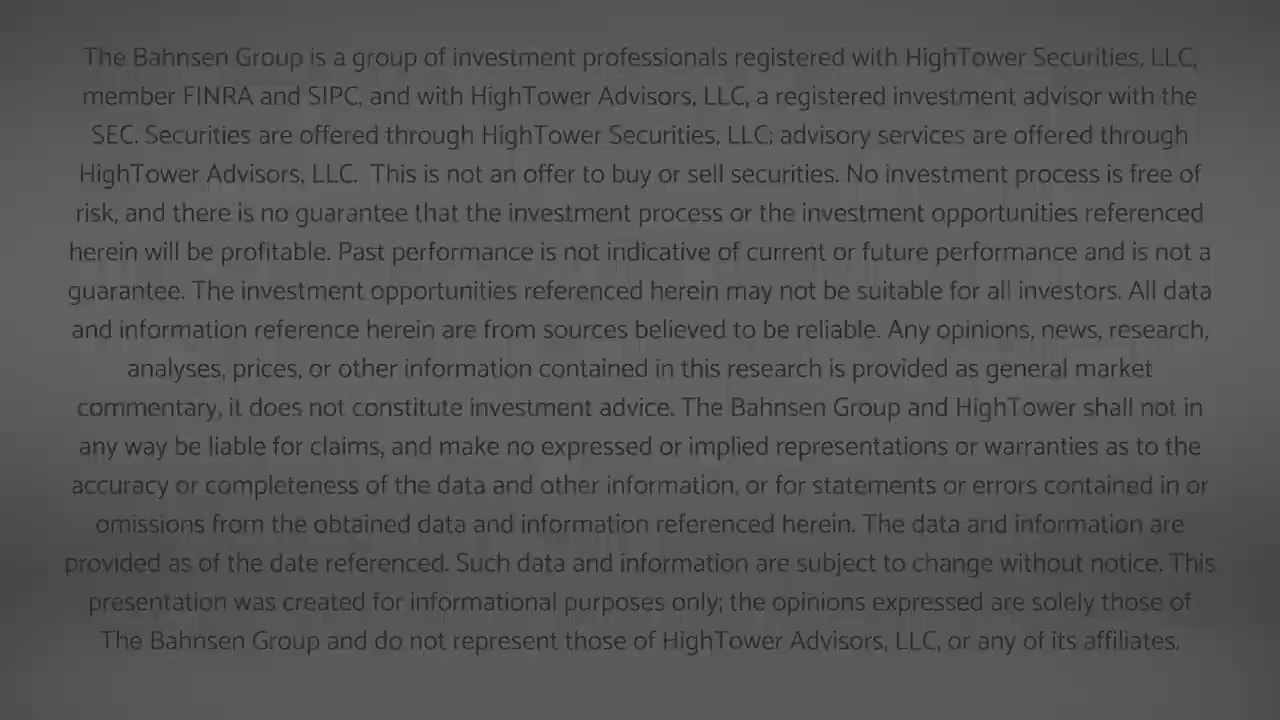 The Bahnsen Group is a group of investment professionals registered with HighTower Securities, LLC,
member FINRA and SIPC, and with HighTower Advisors, LLC, a registered investment advisor with the
SEC. Securities are offered through HighTower Securities, LLC; advisory services are offered through
HighTower Advisors, LLC.  This is not an offer to buy or sell securities. No investment process is free of
risk, and there is no guarantee that the investment process or the investment opportunities referenced
herein will be profitable. Past performance is not indicative of current or future performance and is not a
guarantee. The investment opportunities referenced herein may not be suitable for all investors. All data
and information reference herein are from sources believed to be reliable. Any opinions, news, research,
analyses, prices, or other information contained in this research is provided as general market
commentary, it does not constitute investment advice. The Bahnsen Group and HighTower shall not in
any way be liable for claims, and make no expressed or implied representations or warranties as to the
accuracy or completeness of the data and other information, or for statements or errors contained in or
omissions from the obtained data and information referenced herein. The data and information are
provided as of the date referenced. Such data and information are subject to change without notice. This
presentation was created for informational purposes only; the opinions expressed are solely those of
The Bahnsen Group and do not represent those of HighTower Advisors, LLC, or any of its affiliates.